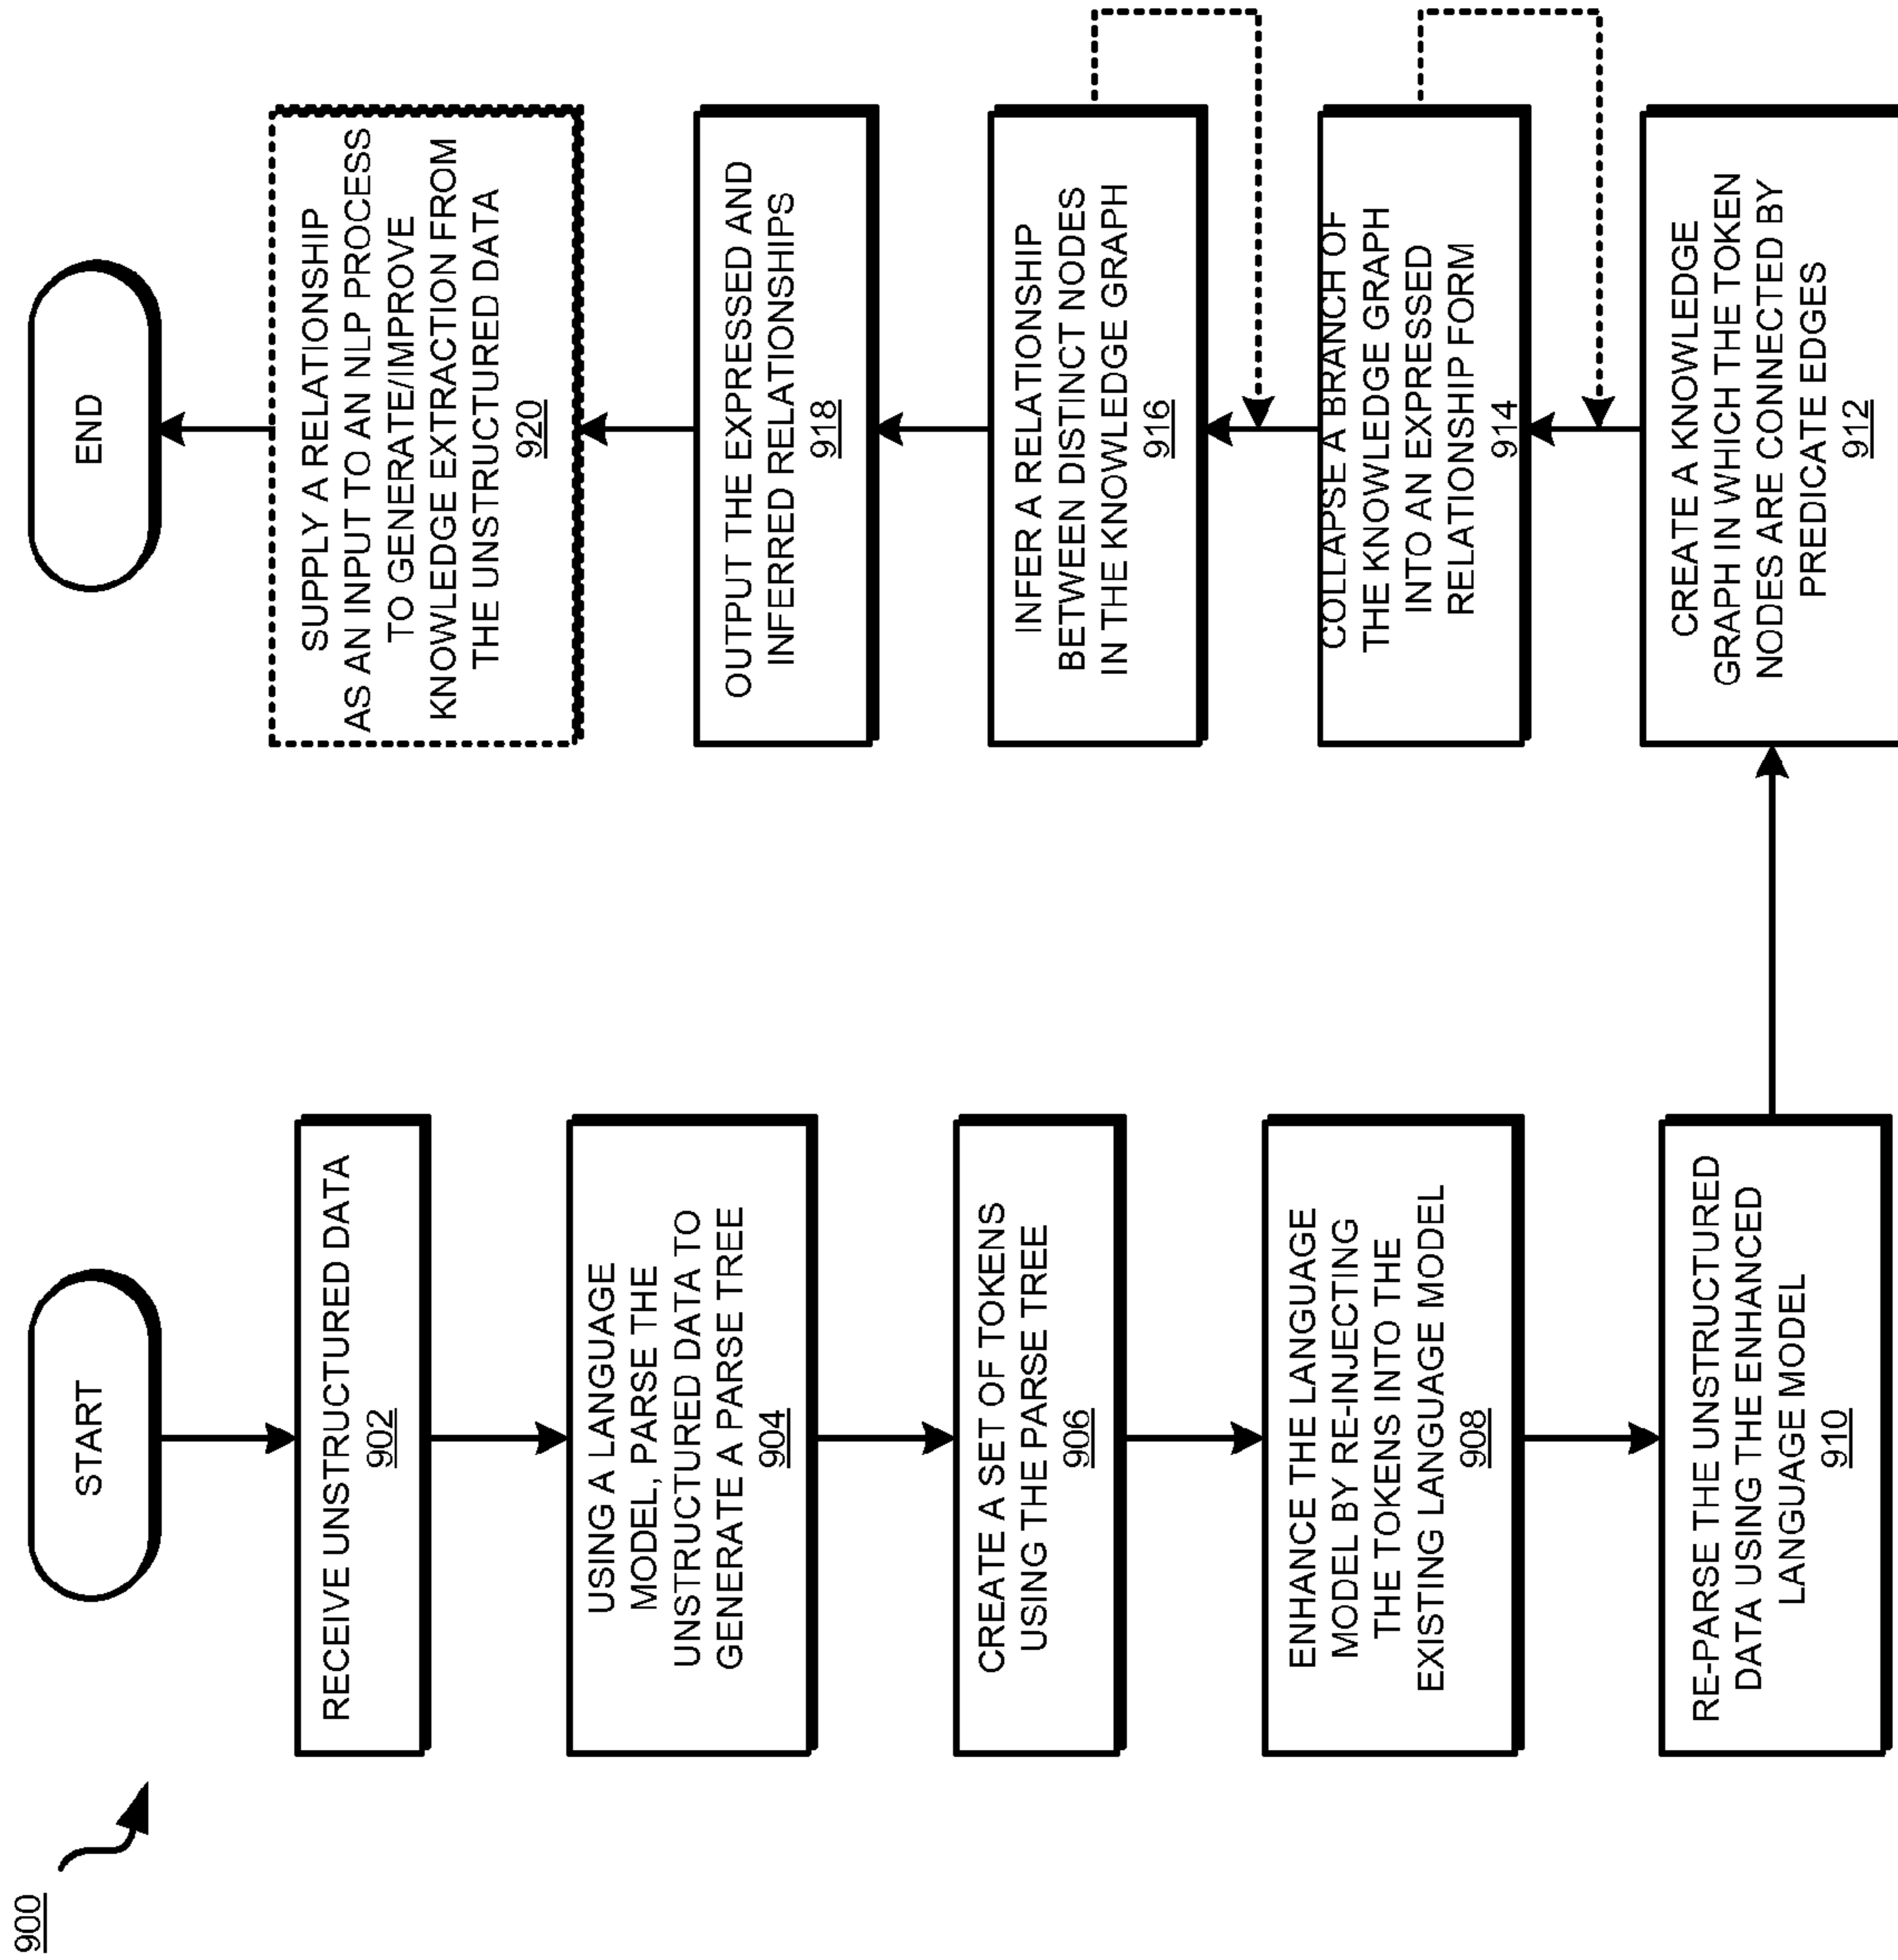 900
START
RECEIVE UNSTRUCTURED DATA
902
USING A LANGUAGE
MODEL, PARSE THE
UNSTRUCTURED DATA TO
GENERATE A PARSE TREE
904
CREATE A SET OF TOKENS
USING THE PARSE TREE
906
ENHANCE THE LANGUAGE
MODEL BY RE-INJECTING
THE TOKENS INTO THE
EXISTING LANGUAGE MODEL
908
RE-PARSE THE UNSTRUCTURED
DATA USING THE ENHANCED
LANGUAGE MODEL
910
CREATE A KNOWLEDGE
GRAPH IN WHICH THE TOKEN
NODES ARE CONNECTED BY
PREDICATE EDGES
912
COLLAPSE A BRANCH OF
THE KNOWLEDGE GRAPH
INTO AN EXPRESSED
RELATIONSHIP FORM
914
INFER A RELATIONSHIP
BETWEEN DISTINCT NODES
IN THE KNOWLEDGE GRAPH
916
OUTPUT THE EXPRESSED AND
INFERRED RELATIONSHIPS
918
SUPPLY A RELATIONSHIP
AS AN INPUT TO AN NLP PROCESS
TO GENERATE/IMPROVE
KNOWLEDGE EXTRACTION FROM
THE UNSTRUCTURED DATA
920
END